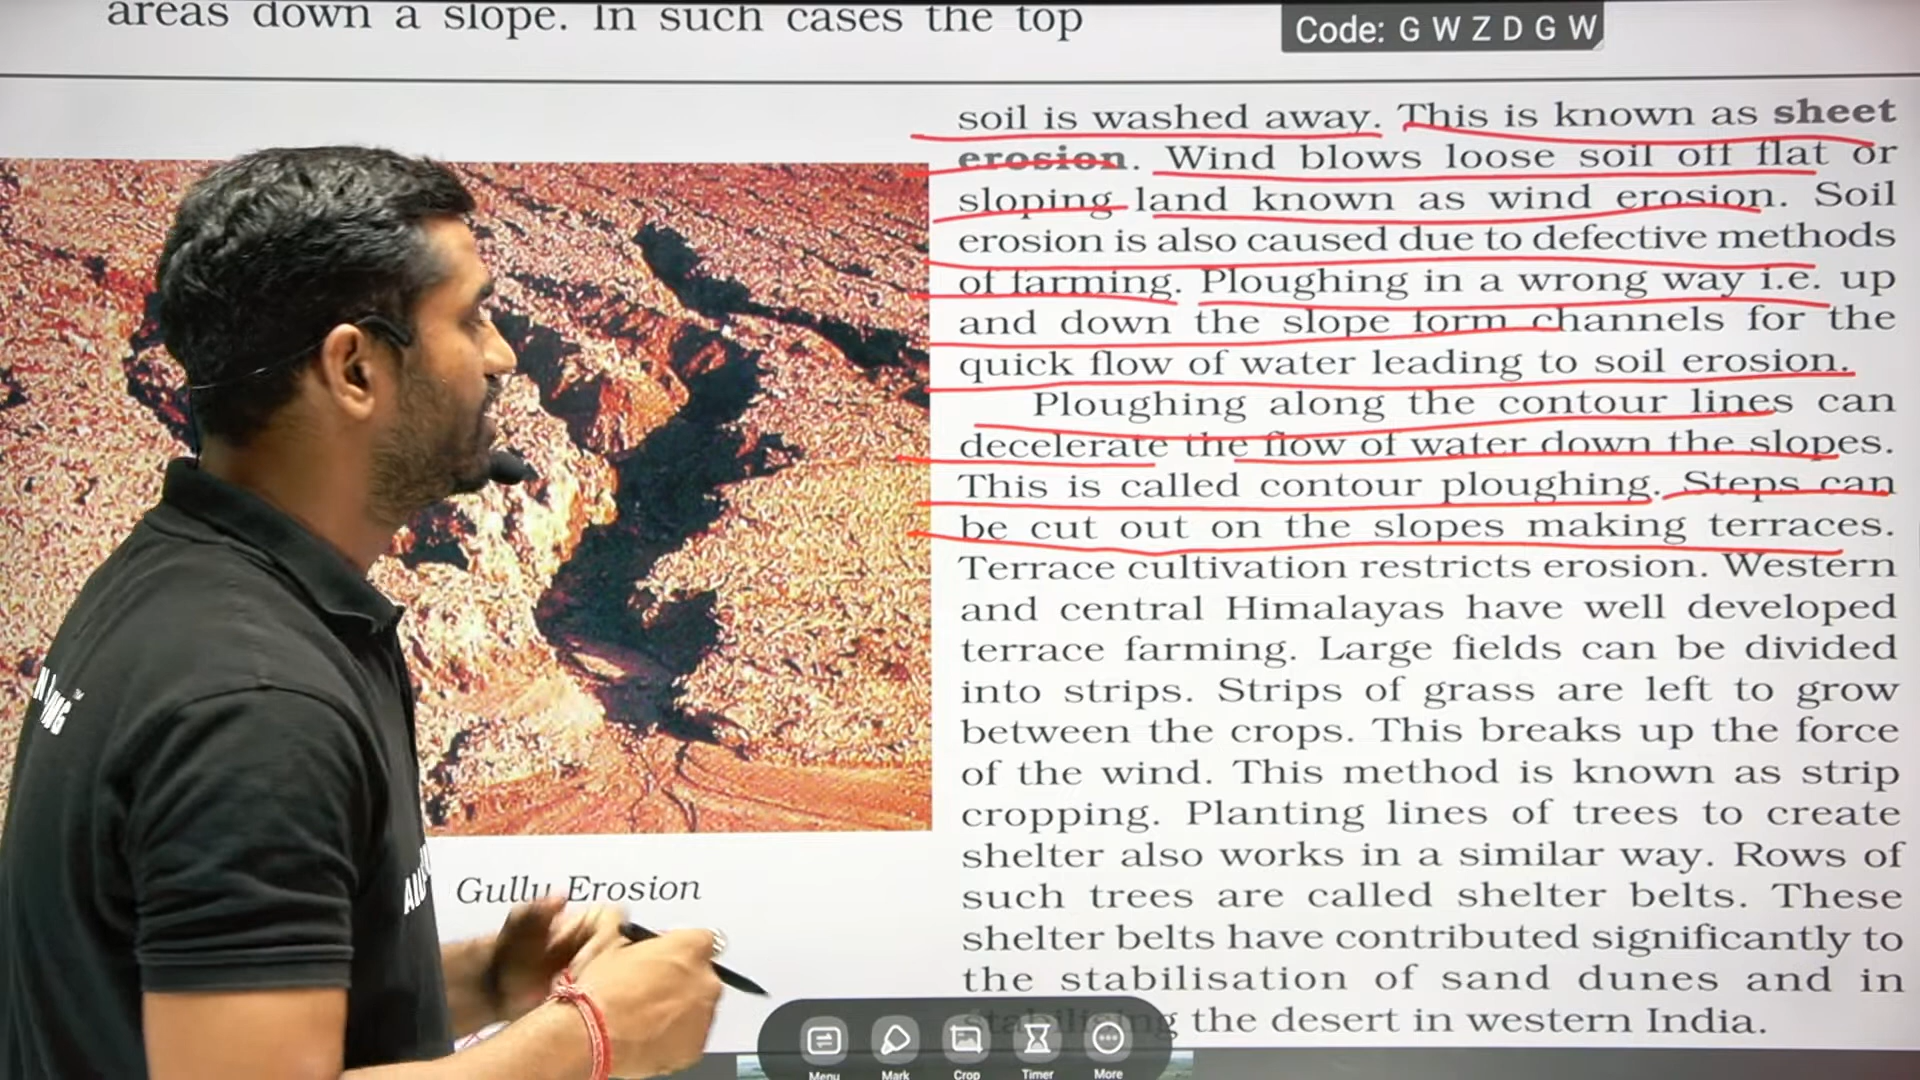 areas down a slope. In such cases the top
Code: G W Z D G W
soil is washed away. This is known as sheet
erosion. Wind blows loose soil off flat or
sloping land known as wind erosion. Soil
erosion is also caused due to defective methods
of farming. Ploughing in a wrong way i.e. up
and down the slope form channels for the
quick flow of water leading to soil erosion.
Ploughing along the contour lines can
decelerate the flow of water down the slopes.
This is called contour ploughing. Steps can
be cut out on the slopes making terraces.
Terrace cultivation restricts erosion. Western
and central Himalayas have well developed
terrace farming. Large fields can be divided
into strips. Strips of grass are left to grow
between the crops. This breaks up the force
of the wind. This method is known as strip
cropping. Planting lines of trees to create
shelter also works in a similar way. Rows of
such trees are called shelter belts. These
shelter belts have contributed significantly to
the stabilisation of sand dunes and in
stabilising the desert in western India.
Gully Erosion
Menu
Mark
Crop
Timer
More